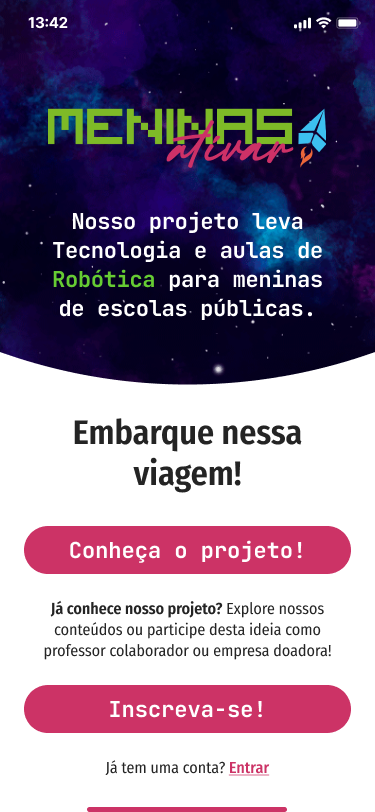 13:42
MENINAS
ativar
Nosso projeto leva
Tecnologia e aulas de
Robótica para meninas
de escolas públicas.
Embarque nessa
viagem!
Conheça o projeto!
Já conhece nosso projeto? Explore nossos
conteúdos ou participe desta ideia como
professor colaborador ou empresa doadora!
Inscreva-se!
Já tem uma conta? Entrar